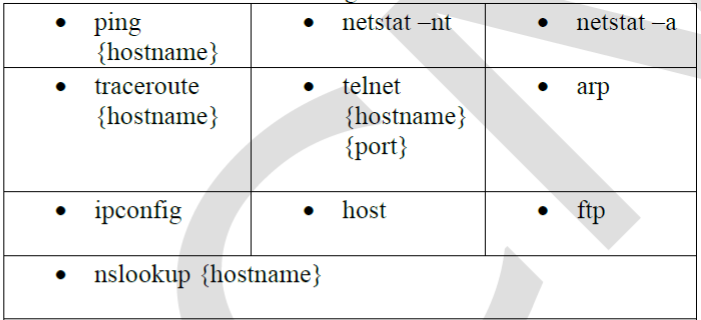 • ping {hostname}
• netstat –nt
• netstat –a
• traceroute {hostname}
• telnet {hostname} {port}
• arp
• ipconfig
• host
• ftp
• nslookup {hostname}